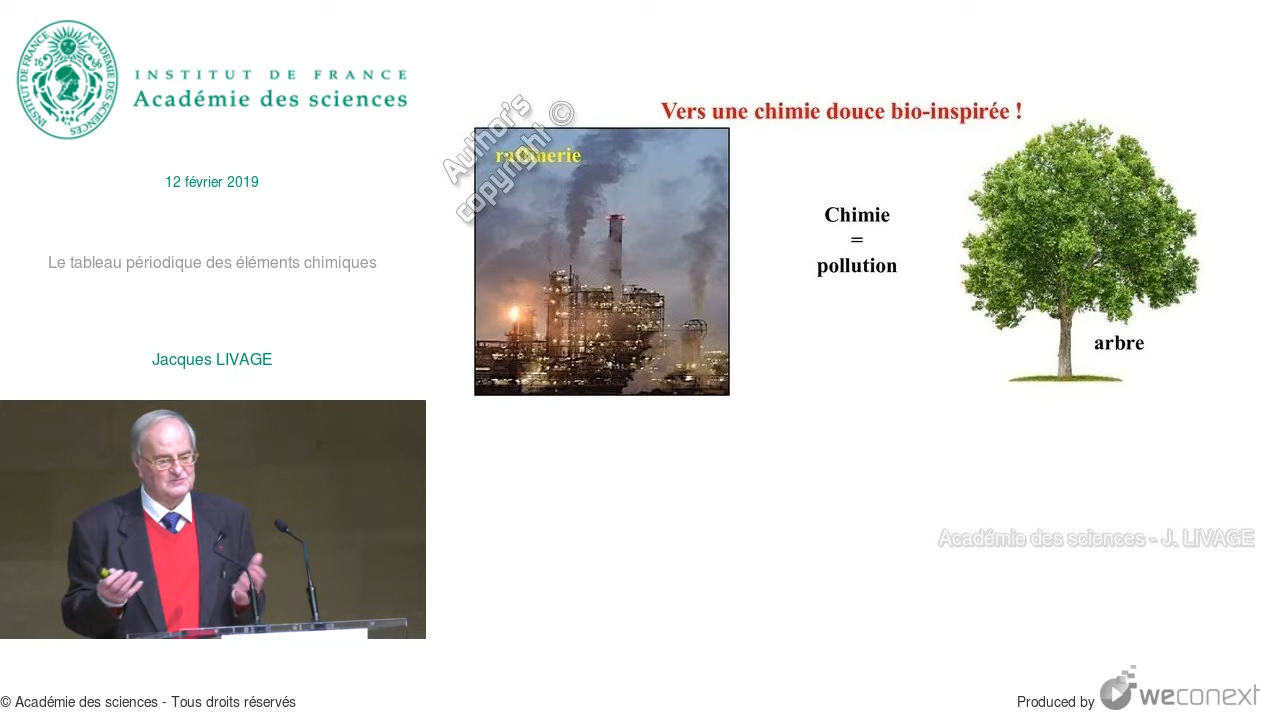 INSTITUT DE FRANCE
Académie des sciences
12 février 2019
Le tableau périodique des éléments chimiques
Jacques LIVAGE
Vers une chimie douce bio-inspirée !
Author's
copyright ©
raffinerie
Chimie
=
pollution
arbre
Académie des sciences - J. LIVAGE
© Académie des sciences - Tous droits réservés
Produced by weconext